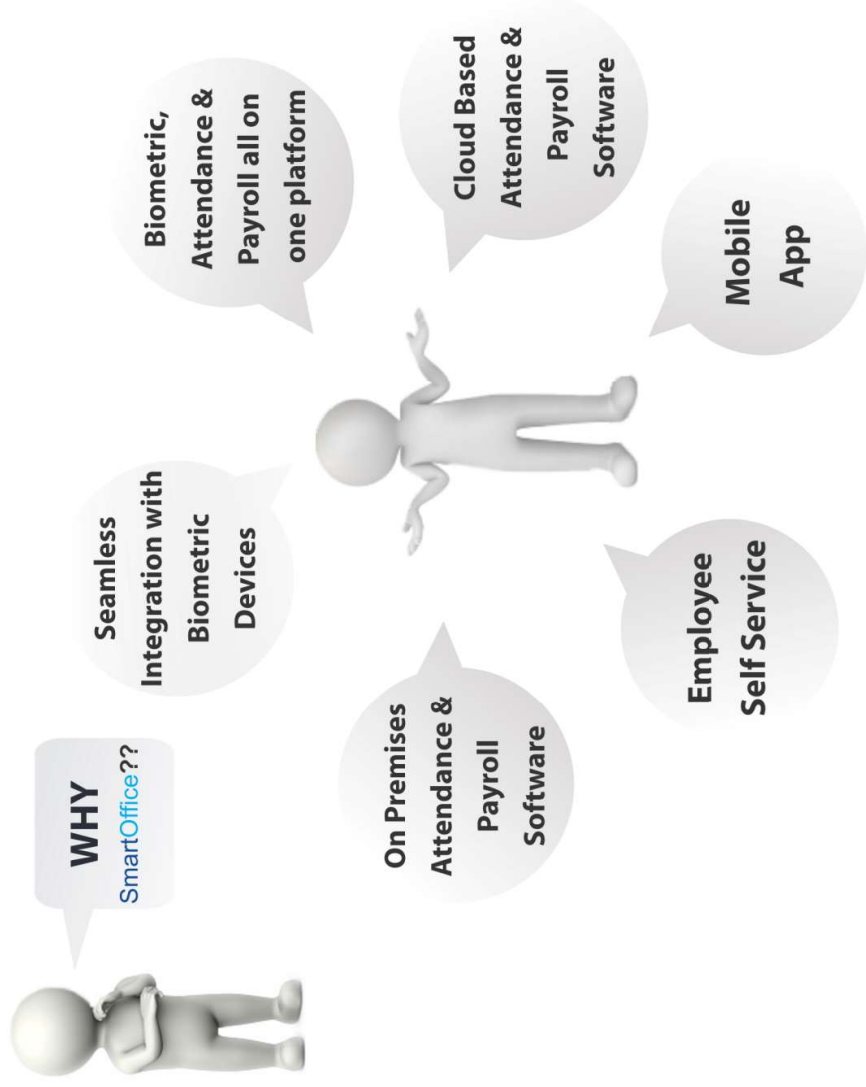 WHY
SmartOffice??
Seamless
Integration with
Biometric
Devices
Biometric,
Attendance &
Payroll all on
one platform
On Premises
Attendance &
Payroll
Software
Cloud Based
Attendance &
Payroll
Software
Employee
Self Service
Mobile
App